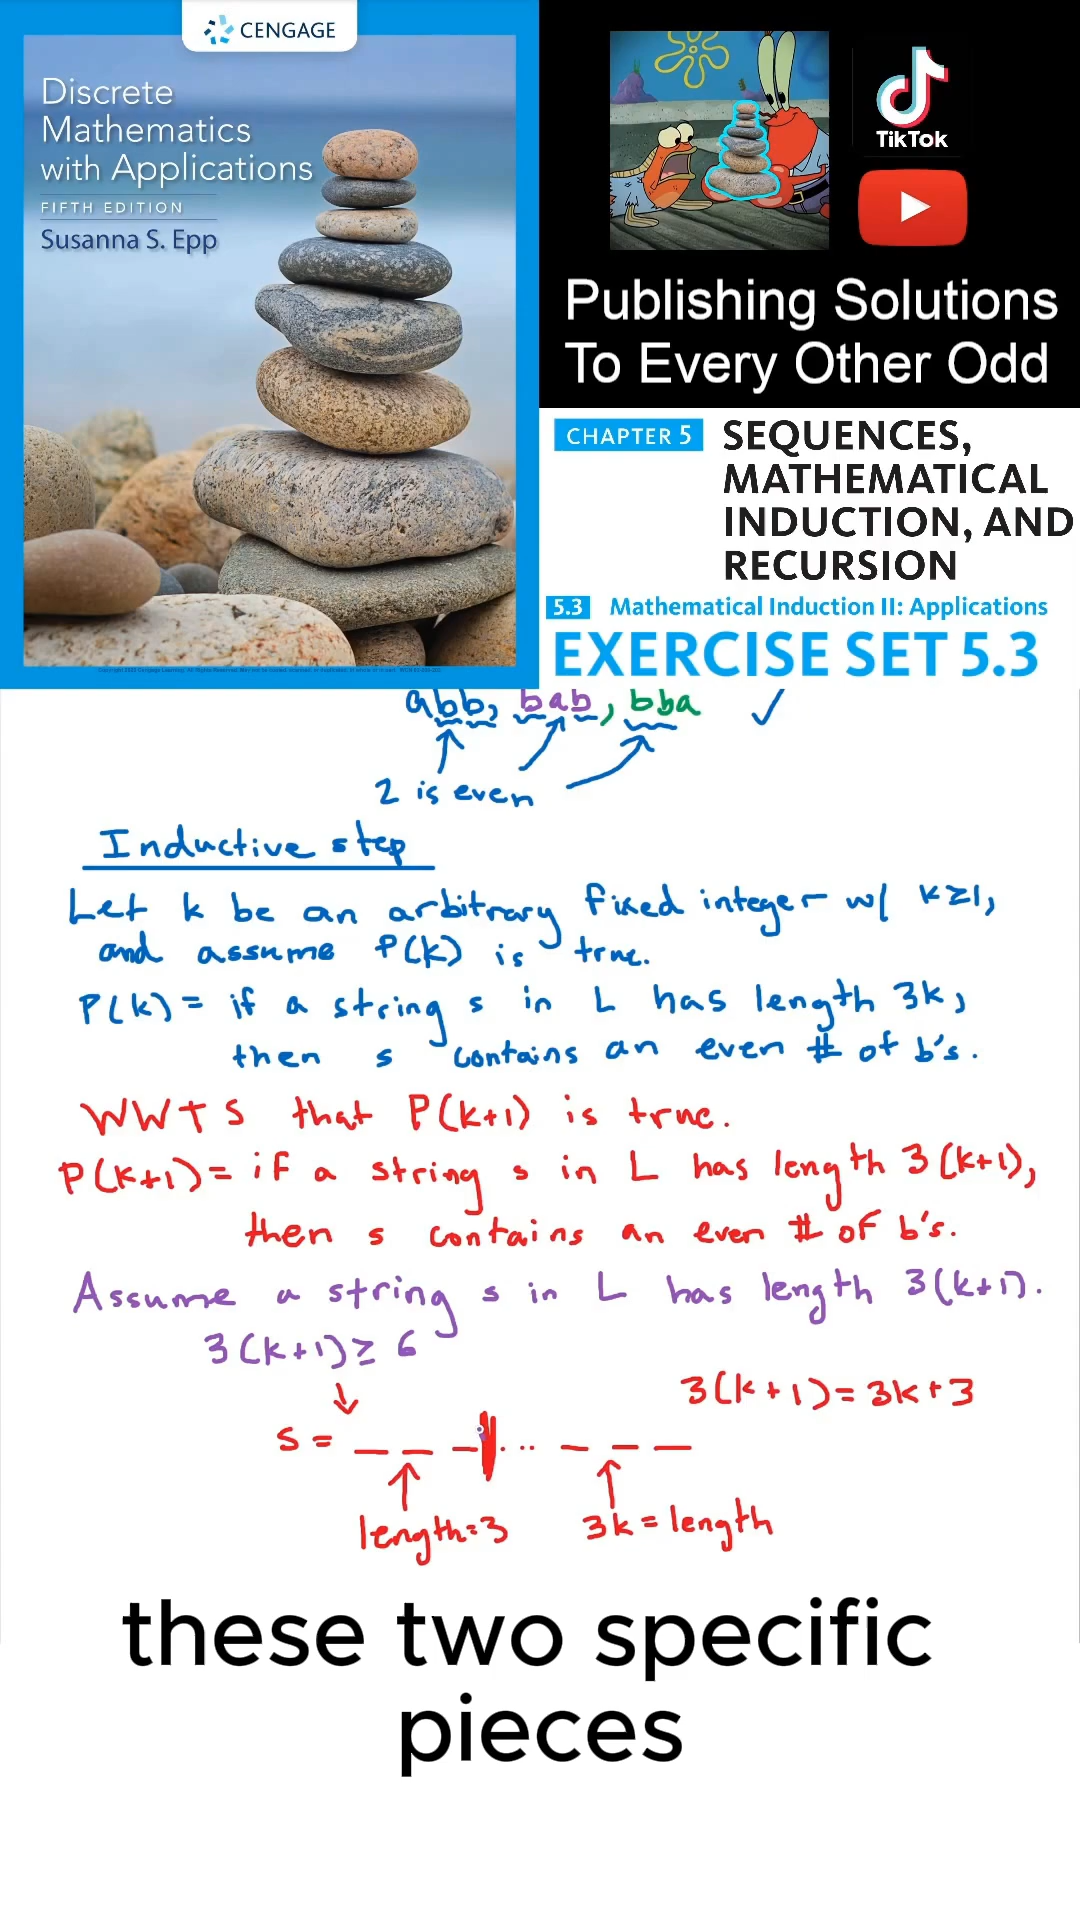 CENGAGE
Discrete
Mathematics
with Applications
FIFTH EDITION
Susanna S. Epp
TikTok
Publishing Solutions
To Every Other Odd
CHAPTER 5 SEQUENCES,
MATHEMATICAL
INDUCTION, AND
RECURSION
5.3 Mathematical Induction II: Applications
EXERCISE SET 5.3
abb, bab, bba ✓
2 is even
Inductive step
Let k be an arbitrary fixed integer w/ k≥1,
and assume P(k) is true.
P(k) = if a string s in L has length 3k,
then s contains an even # of b's.
WWTS that P(k+1) is true.
P(k+1) = if a string s in L has length 3(k+1),
then s contains an even # of b's.
Assume a string s in L has length 3(k+1).
3(k+1) ≥ 6
3(k+1) = 3k+3
s = _ _ _ ... _ _ _
length=3 3k = length
these two specific
pieces